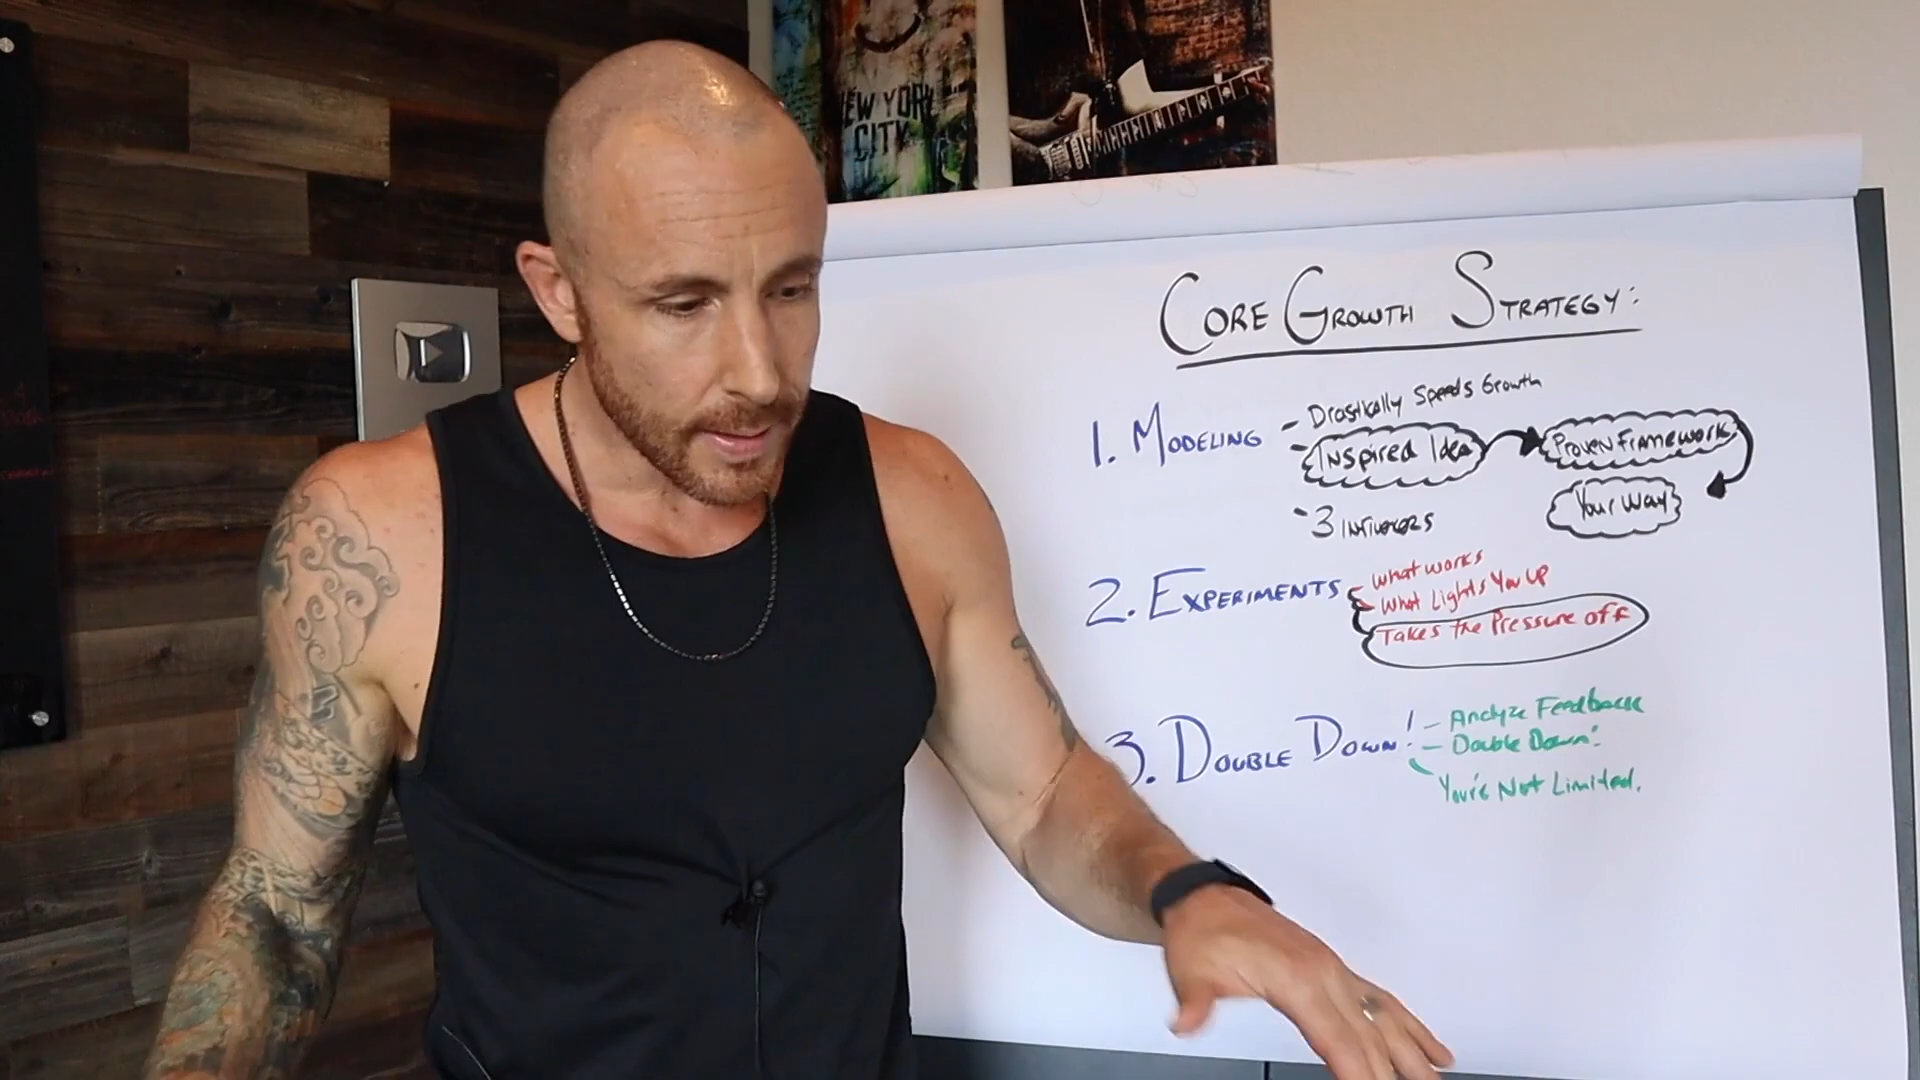 NEW YORK
CITY
CORE GROWTH STRATEGY:
1. MODELING
- Drastically Speeds Growth
- INSpired Idea
Proven Framework
Your Way
- 3 INFluencers
2. EXPERIMENTS
- what works
- What Lights You Up
Takes the Pressure off
3. DOUBLE DOWN!
- Analyze Feedback
- Double Down!
- You're Not Limited.